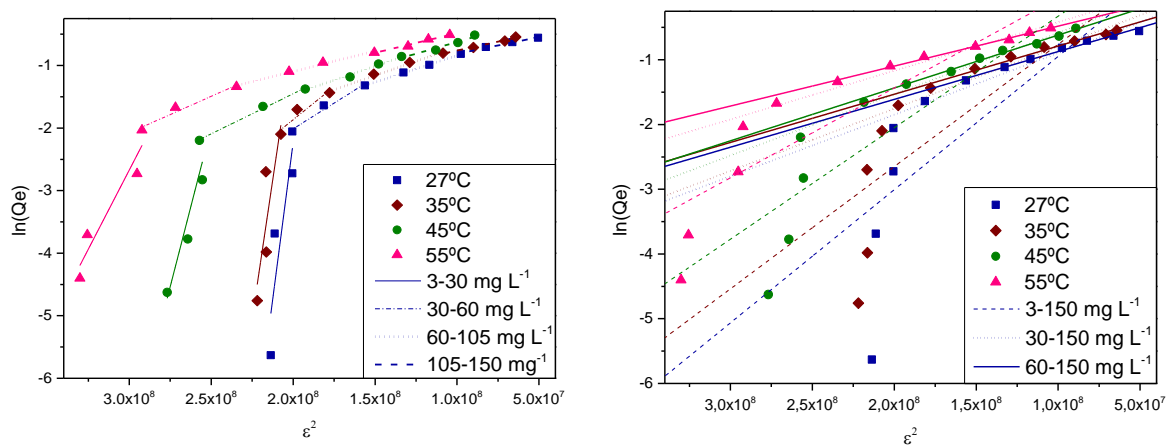 0
-1
-2
-3
-4
-5
-6
ln(Qe)
27ºC
35ºC
45ºC
55ºC
3-30 mg L⁻¹
30-60 mg L⁻¹
60-105 mg L⁻¹
105-150 mg⁻¹
3.0x10⁸ 2.5x10⁸ 2.0x10⁸ 1.5x10⁸ 1.0x10⁸ 5.0x10⁷
ε²
-1
-2
-3
-4
-5
-6
ln(Qe)
27ºC
35ºC
45ºC
55ºC
3-150 mg L⁻¹
30-150 mg L⁻¹
60-150 mg L⁻¹
3,0x10⁸ 2,5x10⁸ 2,0x10⁸ 1,5x10⁸ 1,0x10⁸ 5,0x10⁷
ε²